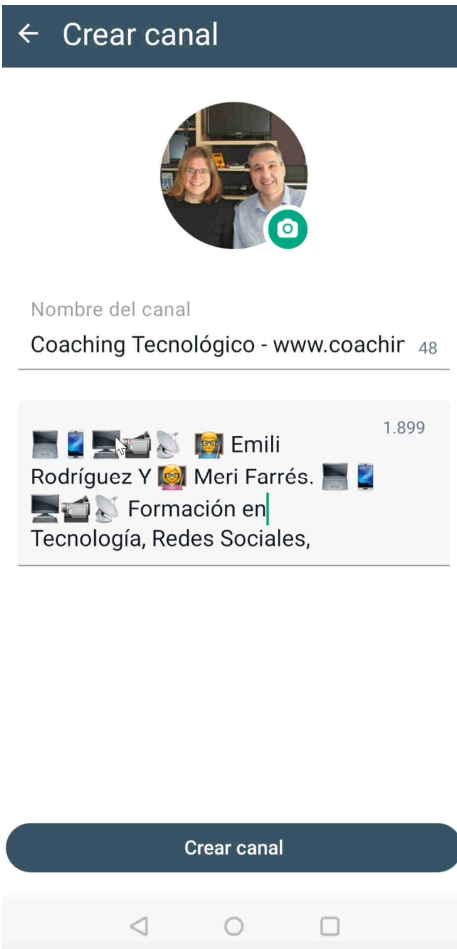 Crear canal
Nombre del canal
Coaching Tecnológico - www.coachir 48
1.899
💻 📱 🖥️📹📡 👩‍🏫 Emili
Rodríguez Y 👩‍🏫 Meri Farrés. 💻 📱
🖥️📹📡 Formación en
Tecnología, Redes Sociales,
Crear canal